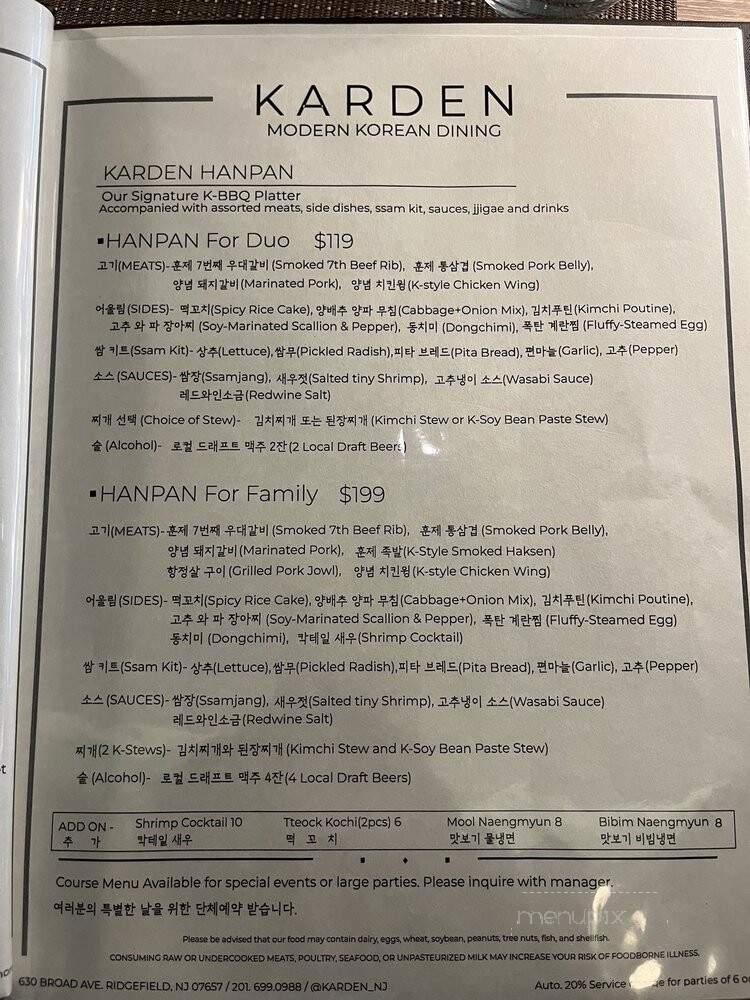 KARDEN
MODERN KOREAN DINING
KARDEN HANPAN
Our Signature K-BBQ Platter
Accompanied with assorted meats, side dishes, ssam kit, sauces, jjigae and drinks
▪HANPAN For Duo $119
고기(MEATS)-훈제 7번째 우대갈비 (Smoked 7th Beef Rib), 훈제 통삼겹 (Smoked Pork Belly),
양념 돼지갈비(Marinated Pork), 양념 치킨윙(K-style Chicken Wing)
어울림(SIDES)- 떡꼬치(Spicy Rice Cake), 양배추 양파 무침(Cabbage+Onion Mix), 김치푸틴(Kimchi Poutine),
고추 와 파 장아찌 (Soy-Marinated Scallion & Pepper), 동치미 (Dongchimi), 폭탄 계란찜 (Fluffy-Steamed Egg)
쌈 키트(Ssam Kit)- 상추(Lettuce),쌈무(Pickled Radish),피타 브레드(Pita Bread), 편마늘(Garlic), 고추(Pepper)
소스 (SAUCES)- 쌈장(Ssamjang), 새우젓(Salted tiny Shrimp), 고추냉이 소스(Wasabi Sauce)
레드와인소금(Redwine Salt)
찌개 선택 (Choice of Stew)- 김치찌개 또는 된장찌개 (Kimchi Stew or K-Soy Bean Paste Stew)
술 (Alcohol)- 로컬 드래프트 맥주 2잔(2 Local Draft Beers)
▪HANPAN For Family $199
고기(MEATS)-훈제 7번째 우대갈비 (Smoked 7th Beef Rib), 훈제 통삼겹 (Smoked Pork Belly),
양념 돼지갈비(Marinated Pork), 훈제 족발(K-Style Smoked Haksen)
항정살 구이 (Grilled Pork Jowl), 양념 치킨윙(K-style Chicken Wing)
어울림(SIDES)- 떡꼬치(Spicy Rice Cake), 양배추 양파 무침(Cabbage+Onion Mix), 김치푸틴(Kimchi Poutine),
고추 와 파 장아찌 (Soy-Marinated Scallion & Pepper), 폭탄 계란찜 (Fluffy-Steamed Egg)
동치미 (Dongchimi), 막테일 새우(Shrimp Cocktail)
쌈 키트(Ssam Kit)- 상추(Lettuce),쌈무(Pickled Radish),피타 브레드(Pita Bread), 편마늘(Garlic), 고추(Pepper)
소스 (SAUCES)- 쌈장(Ssamjang), 새우젓(Salted tiny Shrimp), 고추냉이 소스(Wasabi Sauce)
레드와인소금(Redwine Salt)
찌개(2 K-Stews)- 김치찌개와 된장찌개 (Kimchi Stew and K-Soy Bean Paste Stew)
술 (Alcohol)- 로컬 드래프트 맥주 4잔(4 Local Draft Beers)
ADD ON - Shrimp Cocktail 10 Tteock Kochi(2pcs) 6 Mool Naengmyun 8 Bibim Naengmyun 8
추 가 막테일 새우 떡 꼬 치 맛보기 물냉면 맛보기 비빔냉면
Course Menu Available for special events or large parties. Please inquire with manager.
여러분의 특별한 날을 위한 단체예약 받습니다.
menupix
Please be advised that our food may contain dairy, eggs, wheat, soybean, peanuts, tree nuts, fish, and shellfish.
CONSUMING RAW OR UNDERCOOKED MEATS, POULTRY, SEAFOOD, OR UNPASTEURIZED MILK MAY INCREASE YOUR RISK OF FOODBORNE ILLNESS.
630 BROAD AVE. RIDGEFIELD, NJ 07657 / 201. 699.0988 / @KARDEN_NJ Auto. 20% Service for parties of 6 o